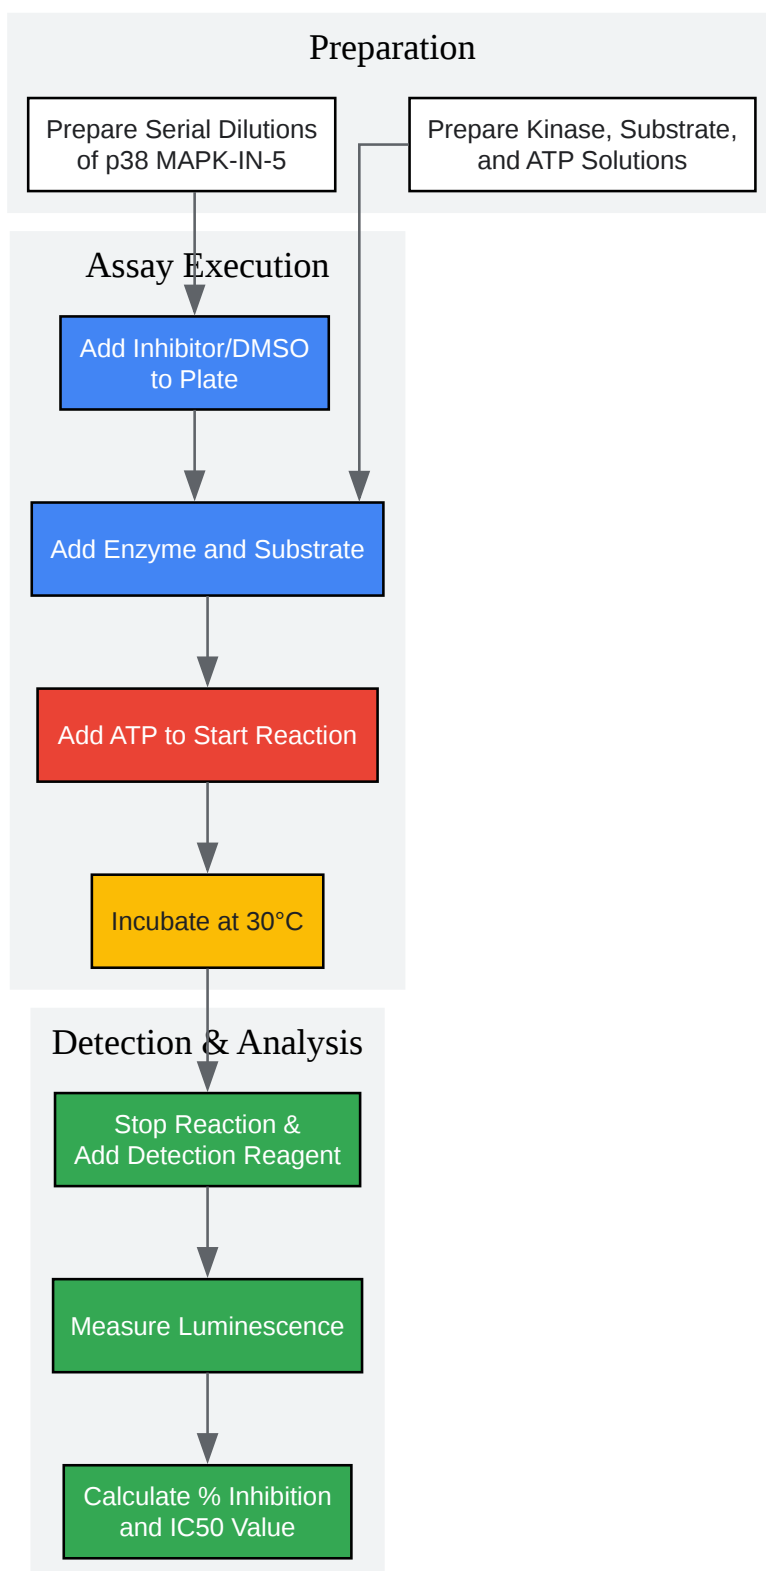 Preparation
Prepare Serial Dilutions
of p38 MAPK-IN-5
Prepare Kinase, Substrate,
and ATP Solutions
Assay Execution
Add Inhibitor/DMSO
to Plate
Add Enzyme and Substrate
Add ATP to Start Reaction
Incubate at 30°C
Detection & Analysis
Stop Reaction &
Add Detection Reagent
Measure Luminescence
Calculate % Inhibition
and IC50 Value